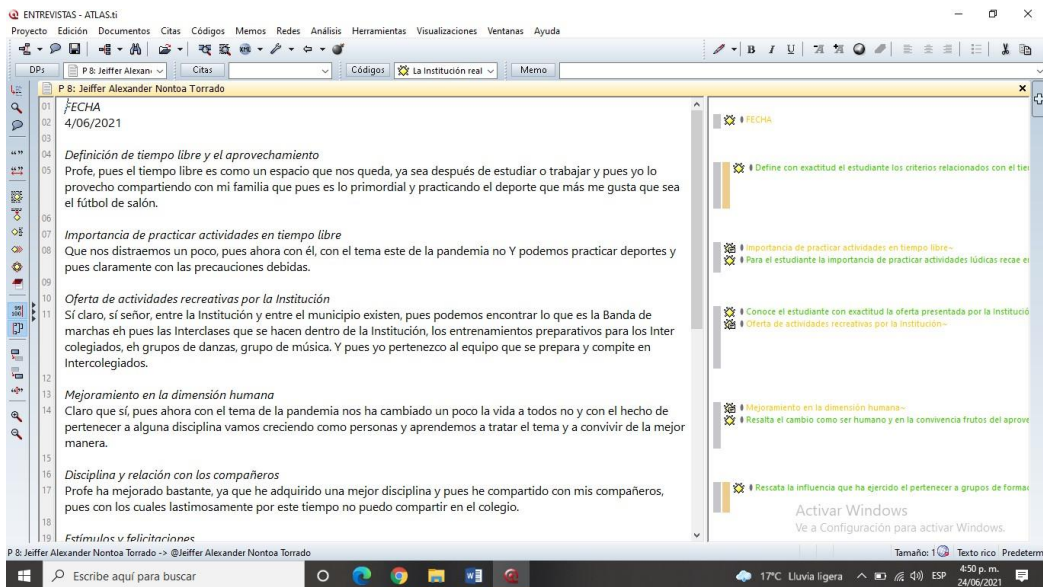 ENTREVISTAS - ATLAS.ti
Proyecto Edición Documentos Citas Códigos Memos Redes Análisis Herramientas Visualizaciones Ventanas Ayuda
B I U
DPs P 8: Jeiffer Alexan Citas Códigos La Institución real Memo
P 8: Jeiffer Alexander Nontoa Torrado
01 FECHA
02 4/06/2021
03
04 Definición de tiempo libre y el aprovechamiento
05 Profe, pues el tiempo libre es como un espacio que nos queda, ya sea después de estudiar o trabajar y pues yo lo
provecho compartiendo con mi familia que pues es lo primordial y practicando el deporte que más me gusta que sea
el fútbol de salón.
06
07 Importancia de practicar actividades en tiempo libre
08 Que nos distraemos un poco, pues ahora con él, con el tema este de la pandemia no Y podemos practicar deportes y
pues claramente con las precauciones debidas.
09
10 Oferta de actividades recreativas por la Institución
11 Sí claro, sí señor, entre la Institución y entre el municipio existen, pues podemos encontrar lo que es la Banda de
marchas eh pues las Interclases que se hacen dentro de la Institución, los entrenamientos preparativos para los Inter
colegiados, eh grupos de danzas, grupo de música. Y pues yo pertenezco al equipo que se prepara y compite en
Intercolegiados.
12
13 Mejoramiento en la dimensión humana
14 Claro que sí, pues ahora con el tema de la pandemia nos ha cambiado un poco la vida a todos no y con el hecho de
pertenecer a alguna disciplina vamos creciendo como personas y aprendemos a tratar el tema y a convivir de la mejor
manera.
15
16 Disciplina y relación con los compañeros
17 Profe ha mejorado bastante, ya que he adquirido una mejor disciplina y pues he compartido con mis compañeros,
pues con los cuales lastimosamente por este tiempo no puedo compartir en el colegio.
18
19 Estímulos y felicitaciones
FECHA
Define con exactitud el estudiante los criterios relacionados con el tie
Importancia de practicar actividades en tiempo libre~
Para el estudiante la importancia de practicar actividades lúdicas recae e
Conoce el estudiante con exactitud la oferta presentada por la Institució
Oferta de actividades recreativas por la Institución~
Mejoramiento en la dimensión humana~
Resalta el cambio como ser humano y en la convivencia frutos del aprove
Rescata la influencia que ha ejercido el pertenecer a grupos de forma
Activar Windows
Ve a Configuración para activar Windows.
P 8: Jeiffer Alexander Nontoa Torrado -> @Jeiffer Alexander Nontoa Torrado
Tamaño: 1 Texto rico Predeterm
Escribe aquí para buscar
17°C Lluvia ligera ESP 4:50 p. m.
24/06/2021